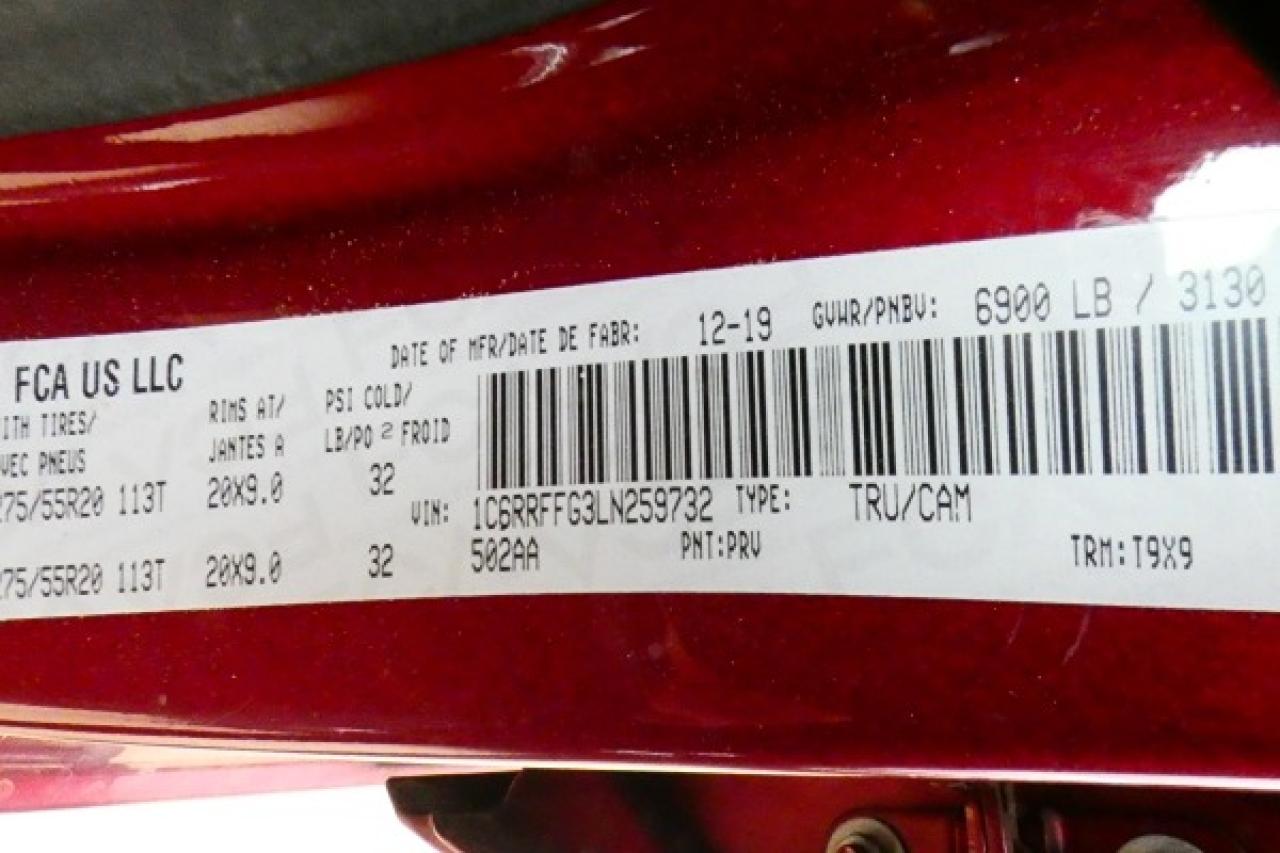 DATE OF MFR/DATE DE FABR: 12-19 GVWR/PNBV: 6900 LB / 3130
FCA US LLC
ITH TIRES/ RIMS AT/ PSI COLD/
VEC PNEUS JANTES A LB/PO² FROID
275/55R20 113T 20X9.0 32
VIN: 1C6RRFFG3LN259732 TYPE: TRU/CAM
502AA PNT:PRV TRM:T9X9
275/55R20 113T 20X9.0 32